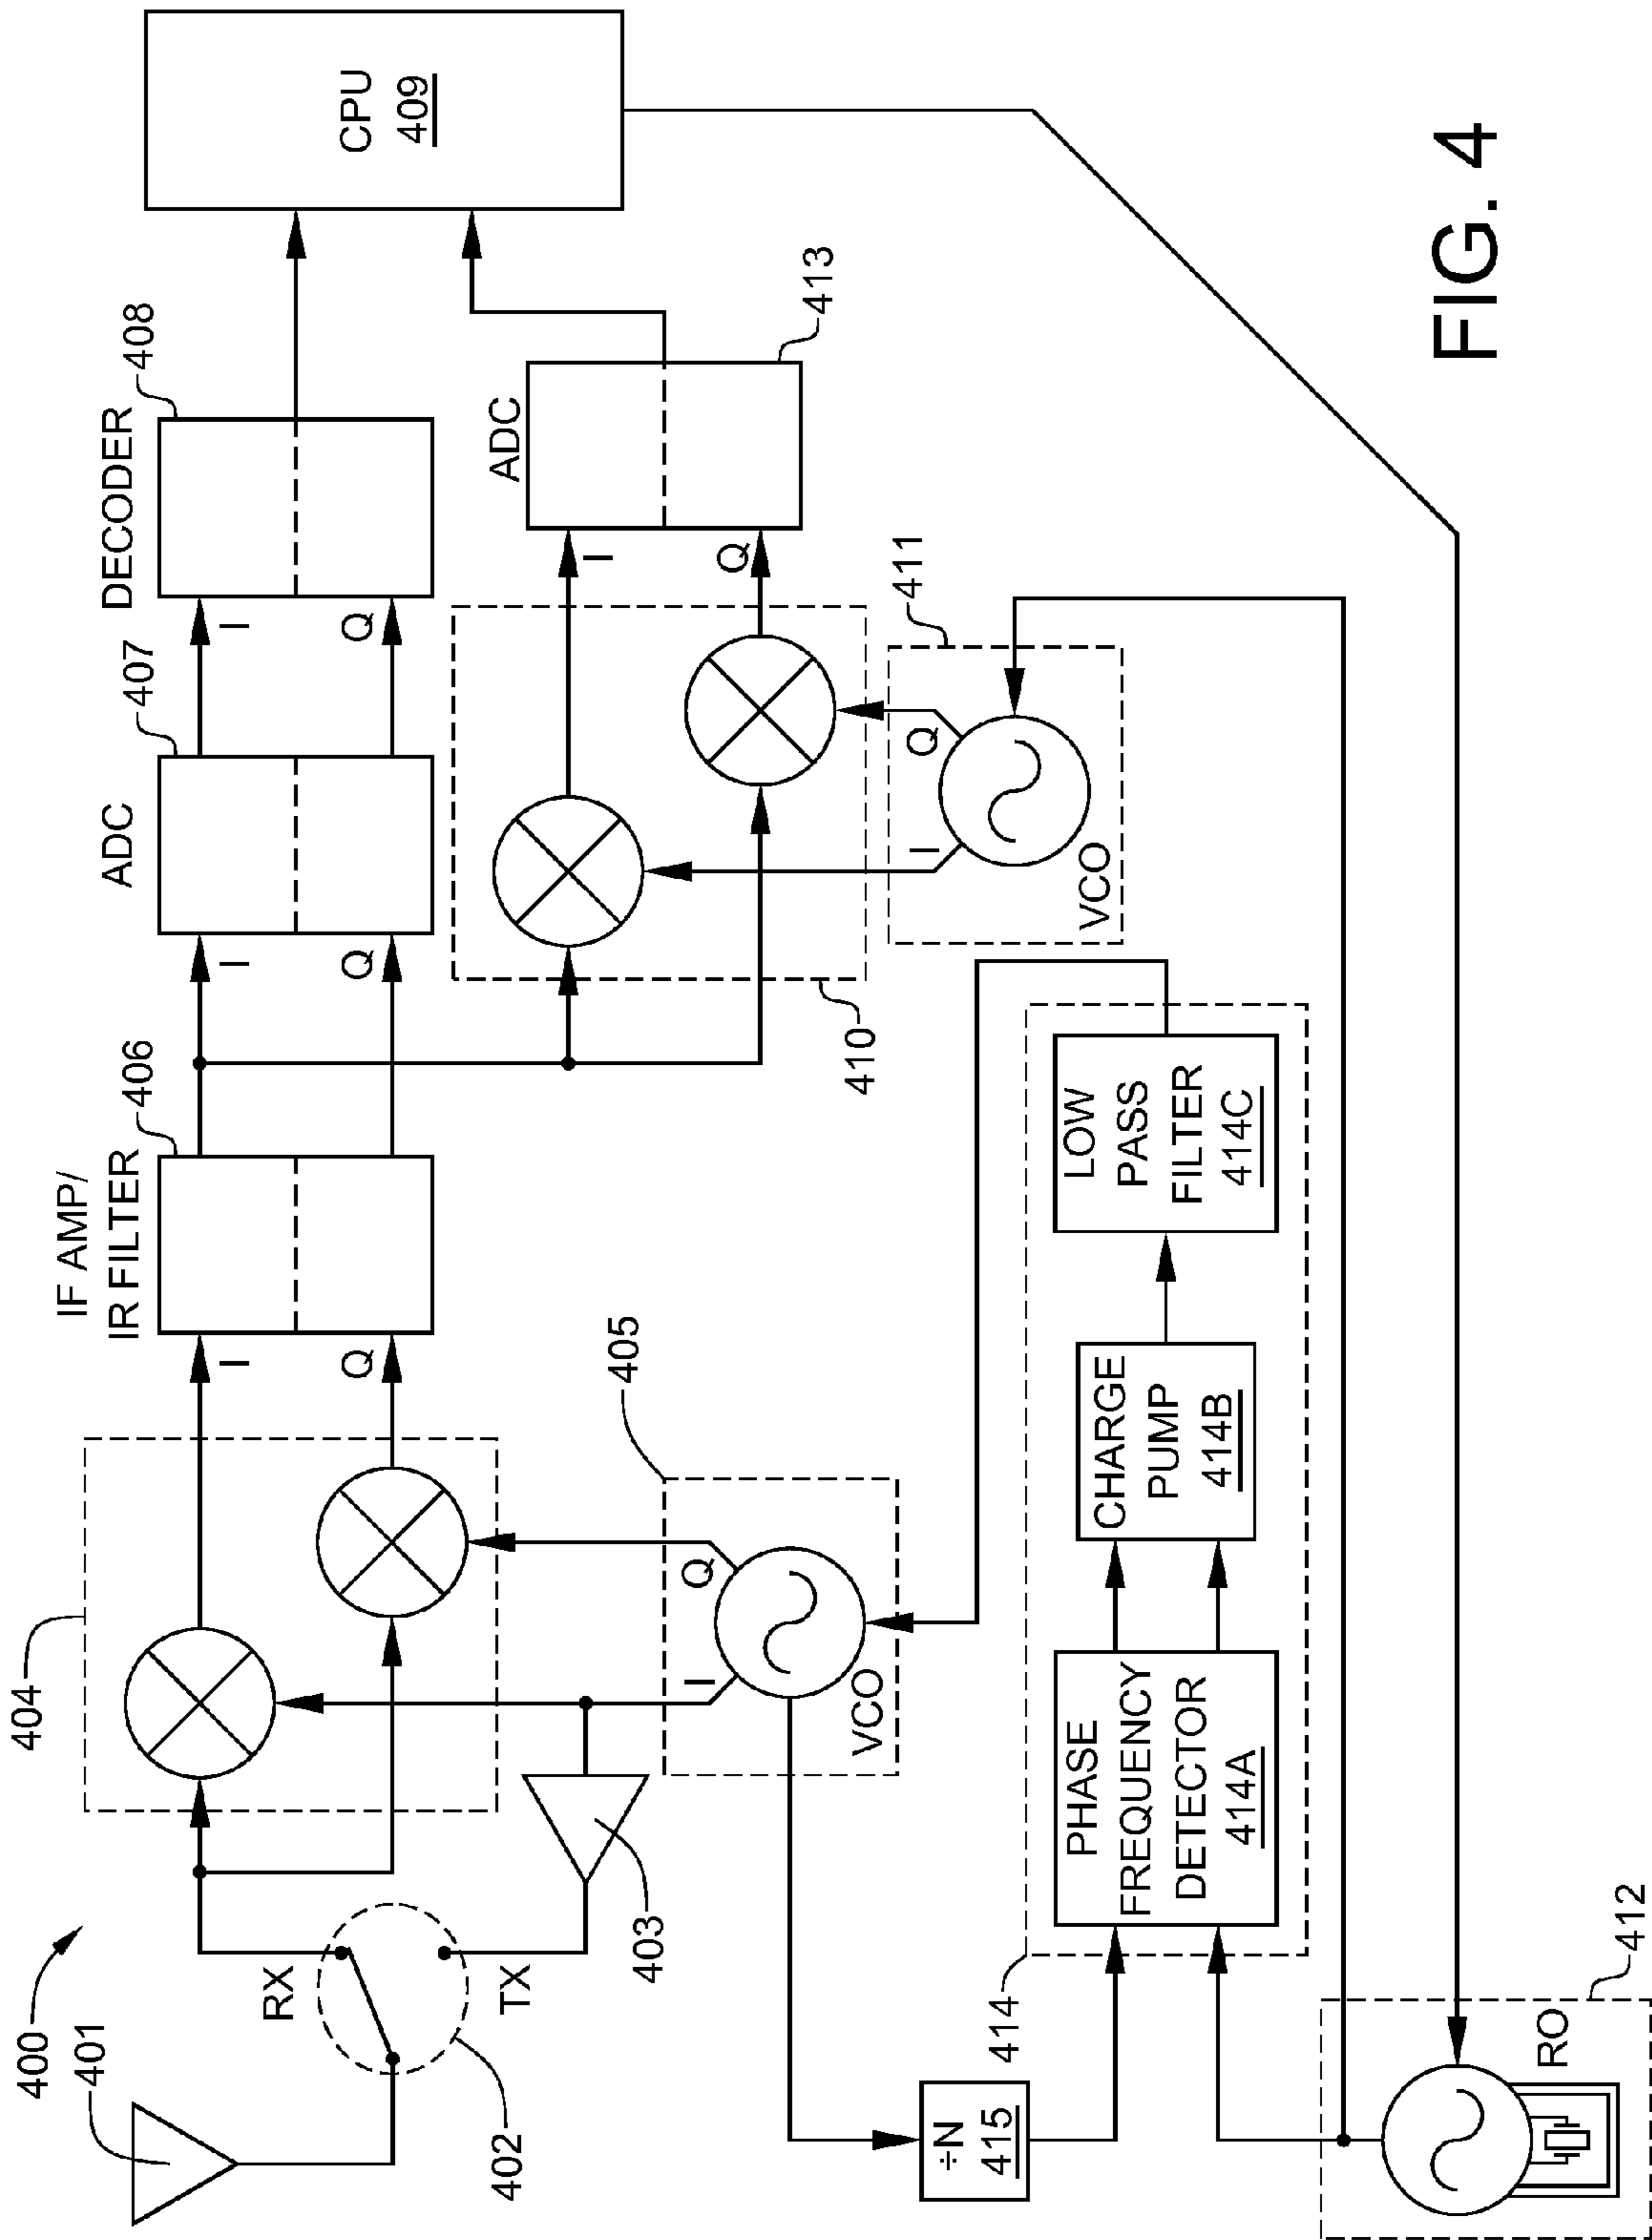 400
401
402
RX
TX
403
404
I
Q
405
I
Q
VCO
IF AMP/
IR FILTER
406
I
Q
ADC
407
I
Q
DECODER
408
CPU
409
410
I
Q
VCO
411
I
Q
ADC
413
414
PHASE
FREQUENCY
DETECTOR
414A
CHARGE
PUMP
414B
LOW
PASS
FILTER
414C
÷N
415
RO
412
FIG. 4